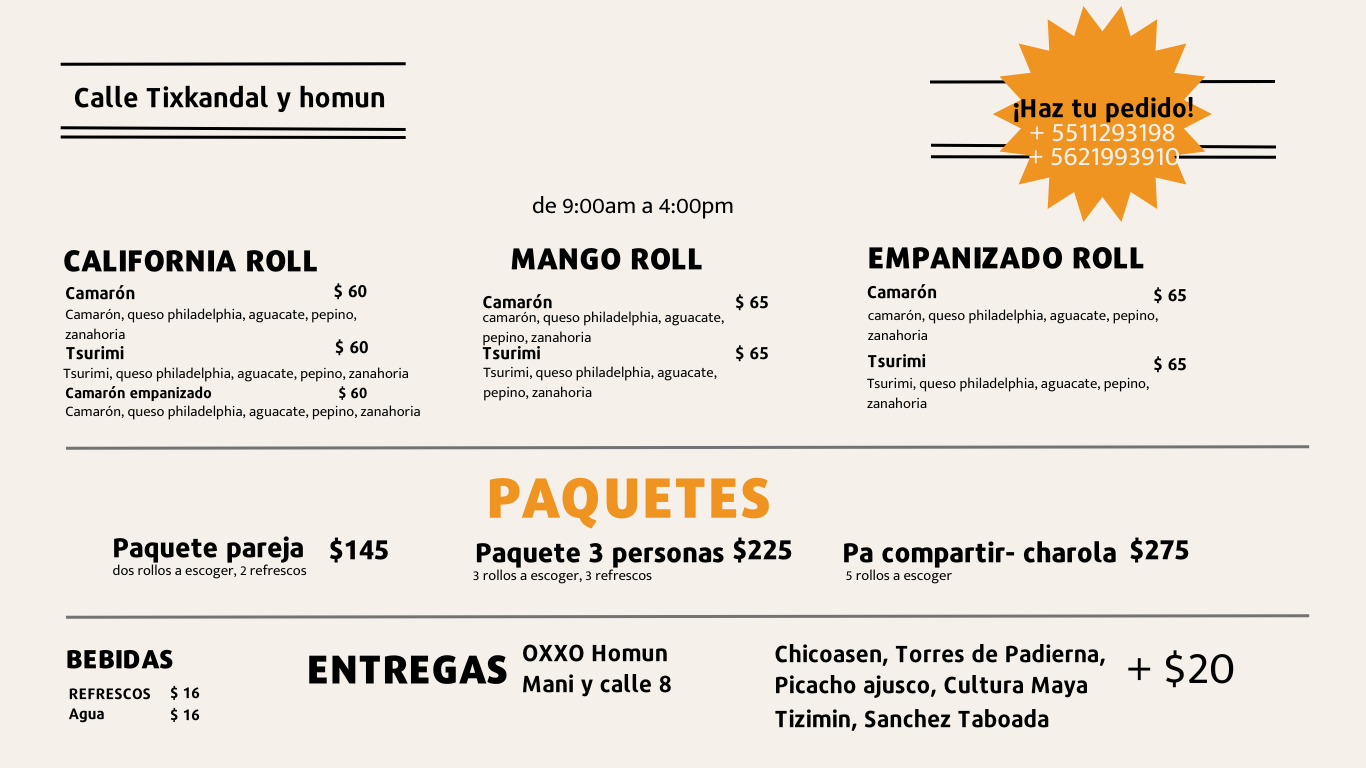 Calle Tixkandal y homun
¡Haz tu pedido!
+ 5511293198
+ 5621993910
de 9:00am a 4:00pm
CALIFORNIA ROLL
Camarón $ 60
Camarón, queso philadelphia, aguacate, pepino,
zanahoria
Tsurimi $ 60
Tsurimi, queso philadelphia, aguacate, pepino, zanahoria
Camarón empanizado $ 60
Camarón, queso philadelphia, aguacate, pepino, zanahoria
MANGO ROLL
Camarón $ 65
camarón, queso philadelphia, aguacate,
pepino, zanahoria
Tsurimi $ 65
Tsurimi, queso philadelphia, aguacate,
pepino, zanahoria
EMPANIZADO ROLL
Camarón $ 65
camarón, queso philadelphia, aguacate, pepino,
zanahoria
Tsurimi $ 65
Tsurimi, queso philadelphia, aguacate, pepino,
zanahoria
PAQUETES
Paquete pareja $145
dos rollos a escoger, 2 refrescos
Paquete 3 personas $225
3 rollos a escoger, 3 refrescos
Pa compartir- charola $275
5 rollos a escoger
BEBIDAS
REFRESCOS $ 16
Agua $ 16
ENTREGAS
OXXO Homun
Mani y calle 8
Chicoasen, Torres de Padierna,
Picacho ajusco, Cultura Maya
Tizimin, Sanchez Taboada
+ $20